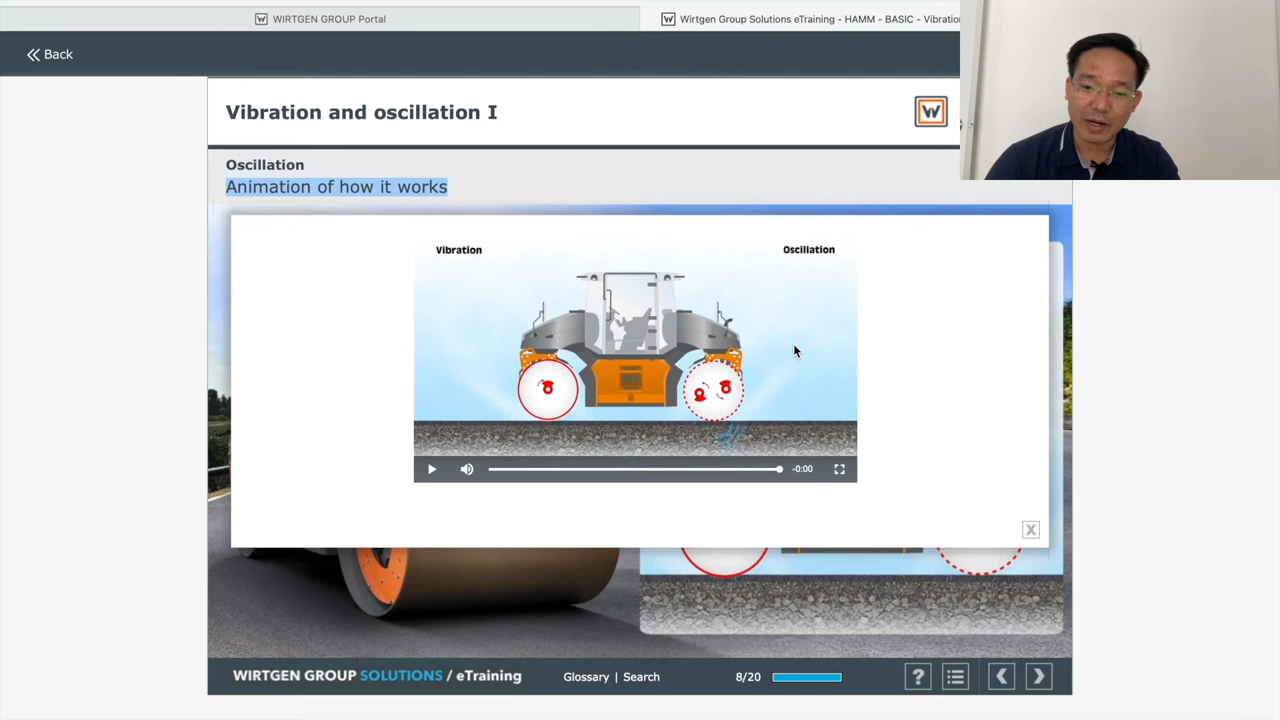 WIRTGEN GROUP Portal
Wirtgen Group Solutions eTraining - HAMM - BASIC - Vibratio
Back
Vibration and oscillation I
W
Oscillation
Animation of how it works
Vibration
Oscillation
-0:00
X
WIRTGEN GROUP SOLUTIONS / eTraining
Glossary | Search
8/20
?